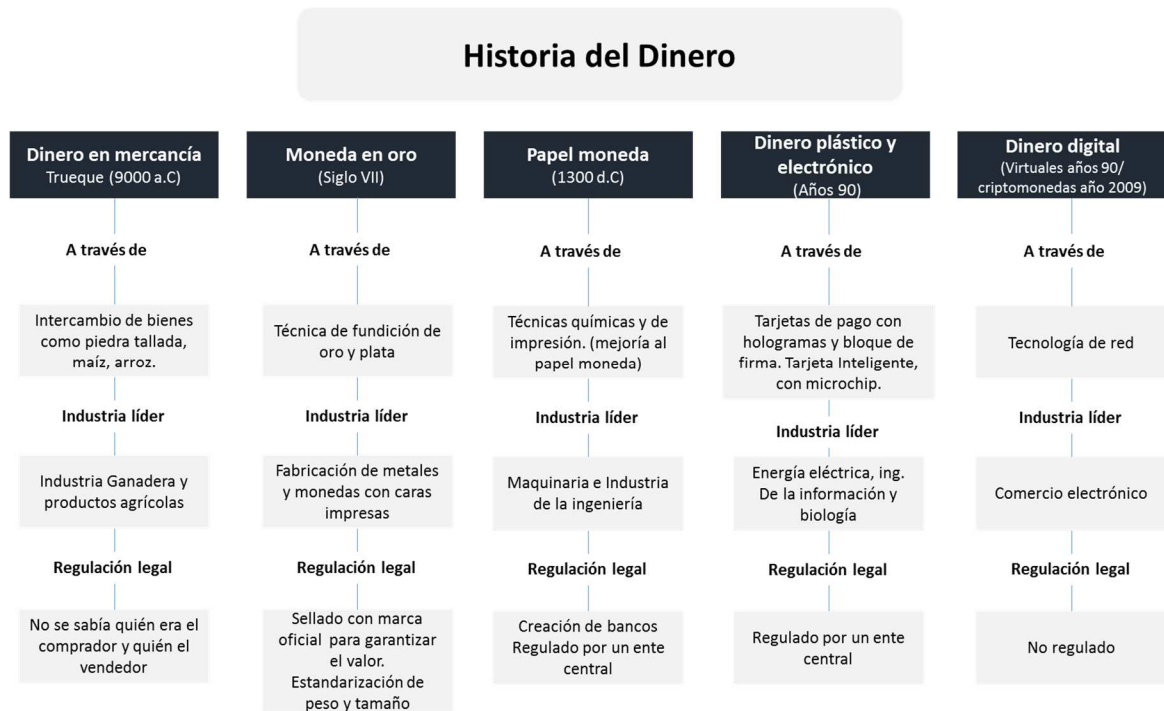 Historia del Dinero
Dinero en mercancía
Trueque (9000 a.C)
A través de
Intercambio de bienes
como piedra tallada,
maíz, arroz.
Industria líder
Industria Ganadera y
productos agrícolas
Regulación legal
No se sabía quién era el
comprador y quién el
vendedor
Moneda en oro
(Siglo VII)
A través de
Técnica de fundición de
oro y plata
Industria líder
Fabricación de metales
y monedas con caras
impresas
Regulación legal
Sellado con marca
oficial para garantizar
el valor.
Estandarización de
peso y tamaño
Papel moneda
(1300 d.C)
A través de
Técnicas químicas y de
impresión. (mejoría al
papel moneda)
Industria líder
Maquinaria e Industria
de la ingeniería
Regulación legal
Creación de bancos
Regulado por un ente
central
Dinero plástico y
electrónico
(Años 90)
A través de
Tarjetas de pago con
hologramas y bloque de
firma. Tarjeta Inteligente,
con microchip.
Industria líder
Energía eléctrica, ing.
De la información y
biología
Regulación legal
Regulado por un ente
central
Dinero digital
(Virtuales años 90/
criptomonedas año 2009)
A través de
Tecnología de red
Industria líder
Comercio electrónico
Regulación legal
No regulado